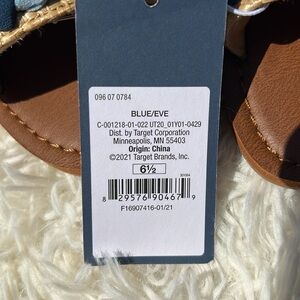 096 07 0784
BLUE/EVE
C-001218-01-022 UT20_01Y01-0429
Dist. by Target Corporation
Minneapolis, MN 55403
Origin: China
©2021 Target Brands, Inc.
6½
8 29576 90467 9
F16907416-01/21